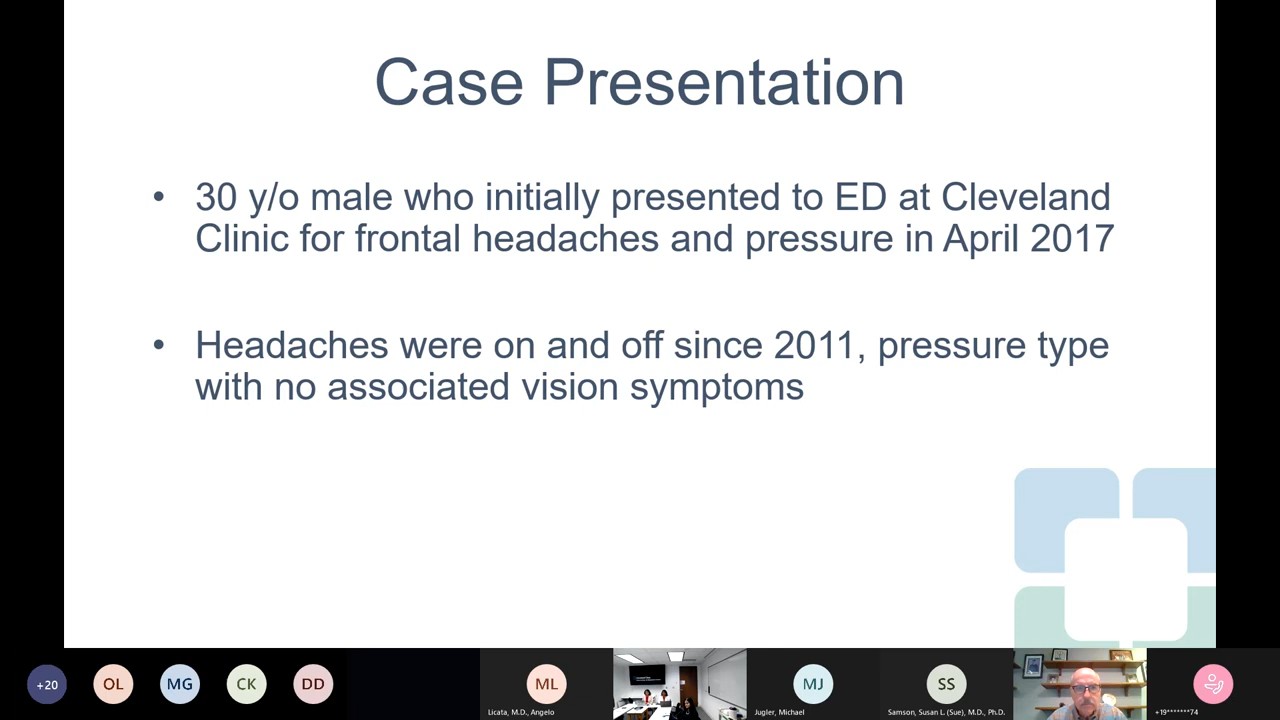 Case Presentation
• 30 y/o male who initially presented to ED at Cleveland
Clinic for frontal headaches and pressure in April 2017
• Headaches were on and off since 2011, pressure type
with no associated vision symptoms
+20
OL
MG
CK
DD
ML
Licata, M.D., Angelo
MJ
Jugler, Michael
SS
Samson, Susan L. (Sue), M.D., Ph.D.
+19*******74